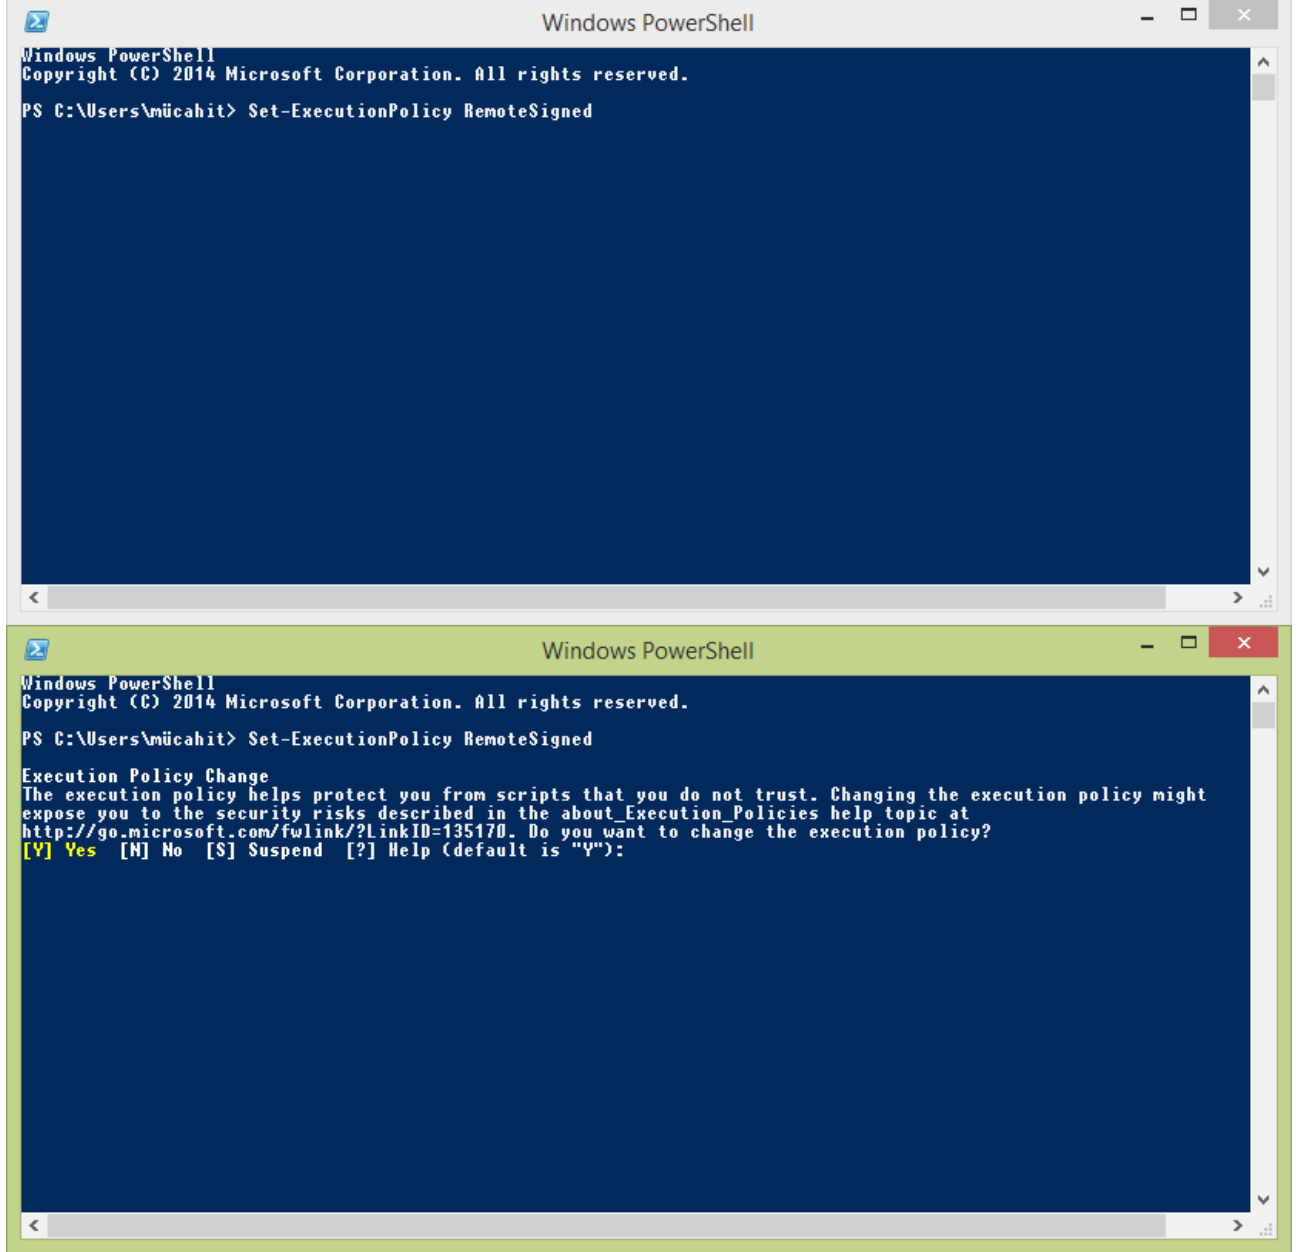 Windows PowerShell
Windows PowerShell
Copyright (C) 2014 Microsoft Corporation. All rights reserved.
PS C:\Users\mücahit> Set-ExecutionPolicy RemoteSigned
Windows PowerShell
Windows PowerShell
Copyright (C) 2014 Microsoft Corporation. All rights reserved.
PS C:\Users\mücahit> Set-ExecutionPolicy RemoteSigned
Execution Policy Change
The execution policy helps protect you from scripts that you do not trust. Changing the execution policy might
expose you to the security risks described in the about_Execution_Policies help topic at
http://go.microsoft.com/fwlink/?LinkID=135170. Do you want to change the execution policy?
[Y] Yes  [N] No  [S] Suspend  [?] Help (default is "Y"):